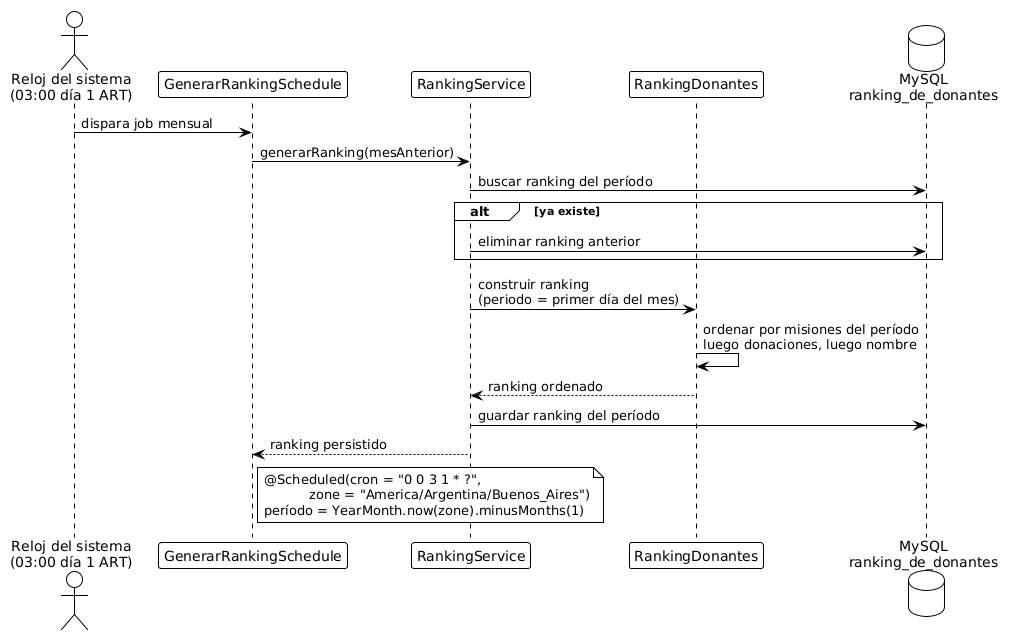 Reloj del sistema
(03:00 día 1 ART)
GenerarRankingSchedule
RankingService
RankingDonantes
MySQL
ranking_de_donantes
dispara job mensual
generarRanking(mesAnterior)
buscar ranking del período
alt [ya existe]
eliminar ranking anterior
construir ranking
(periodo = primer día del mes)
ordenar por misiones del período
luego donaciones, luego nombre
ranking ordenado
guardar ranking del período
ranking persistido
@Scheduled(cron = "0 0 3 1 * ?",
zone = "America/Argentina/Buenos_Aires")
período = YearMonth.now(zone).minusMonths(1)
Reloj del sistema
(03:00 día 1 ART)
GenerarRankingSchedule
RankingService
RankingDonantes
MySQL
ranking_de_donantes